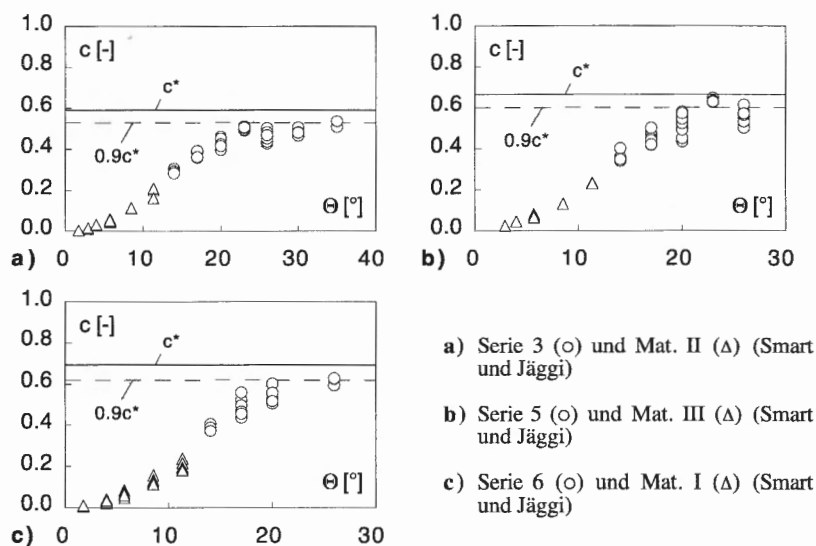 1.0
c [-]
0.8
c*
0.6
0.4
0.9c*
0.2
Θ [°]
0.0
a) 0 10 20 30 40
1.0
c [-]
0.8
c*
0.6
0.4
0.9c*
0.2
Θ [°]
0.0
b) 0 10 20 30
1.0
c [-]
0.8
c*
0.6
0.4
0.9c*
0.2
Θ [°]
0.0
c) 0 10 20 30
a) Serie 3 (○) und Mat. II (Δ) (Smart
und Jäggi)
b) Serie 5 (○) und Mat. III (Δ) (Smart
und Jäggi)
c) Serie 6 (○) und Mat. I (Δ) (Smart
und Jäggi)